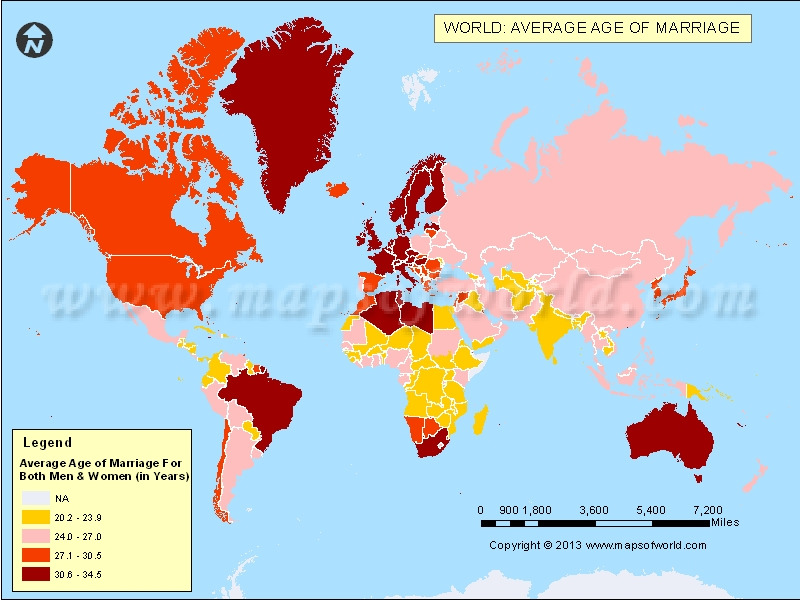 N
WORLD: AVERAGE AGE OF MARRIAGE
www.mapsofworld.com
Legend
Average Age of Marriage For
Both Men & Women (in Years)
NA
20.2 - 23.9
24.0 - 27.0
27.1 - 30.5
30.6 - 34.5
0 900 1,800 3,600 5,400 7,200
Miles
Copyright © 2013 www.mapsofworld.com